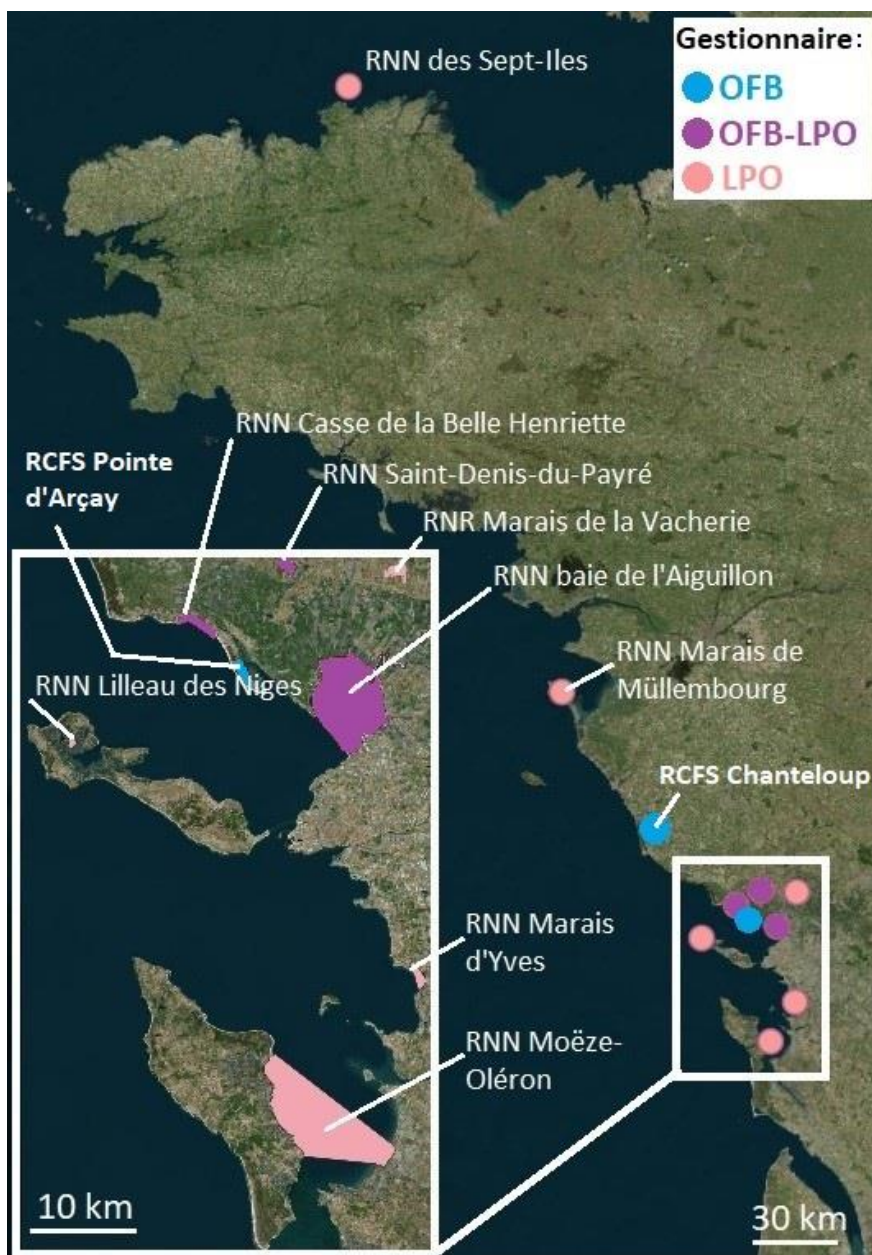 RNN des Sept-Iles
Gestionnaire:
OFB
OFB-LPO
LPO
RNN Casse de la Belle Henriette
RCFS Pointe
d'Arçay
RNN Saint-Denis-du-Payré
RNR Marais de la Vacherie
RNN baie de l'Aiguillon
RNN Lilleau des Niges
RNN Marais de
Müllembourg
RCFS Chanteloup
RNN Marais
d'Yves
RNN Moëze-
Oléron
10 km
30 km